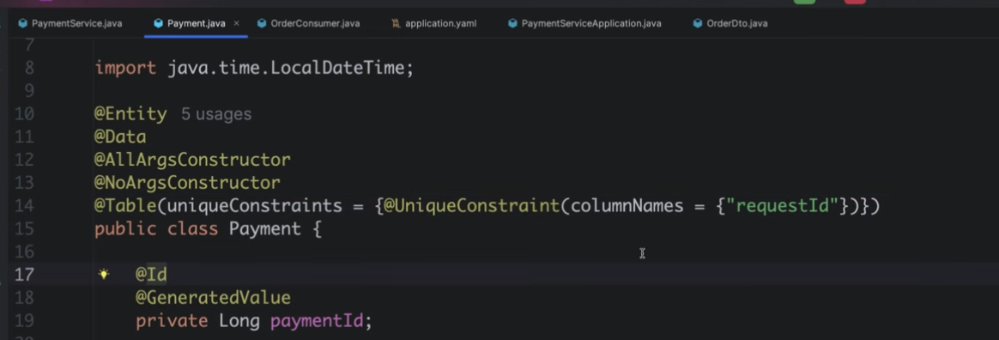 PaymentService.java Payment.java × OrderConsumer.java application.yaml PaymentServiceApplication.java OrderDto.java
7
8 import java.time.LocalDateTime;
9
10 @Entity 5 usages
11 @Data
12 @AllArgsConstructor
13 @NoArgsConstructor
14 @Table(uniqueConstraints = {@UniqueConstraint(columnNames = {"requestId"})})
15 public class Payment {
16
17 @Id
18 @GeneratedValue
19 private Long paymentId;